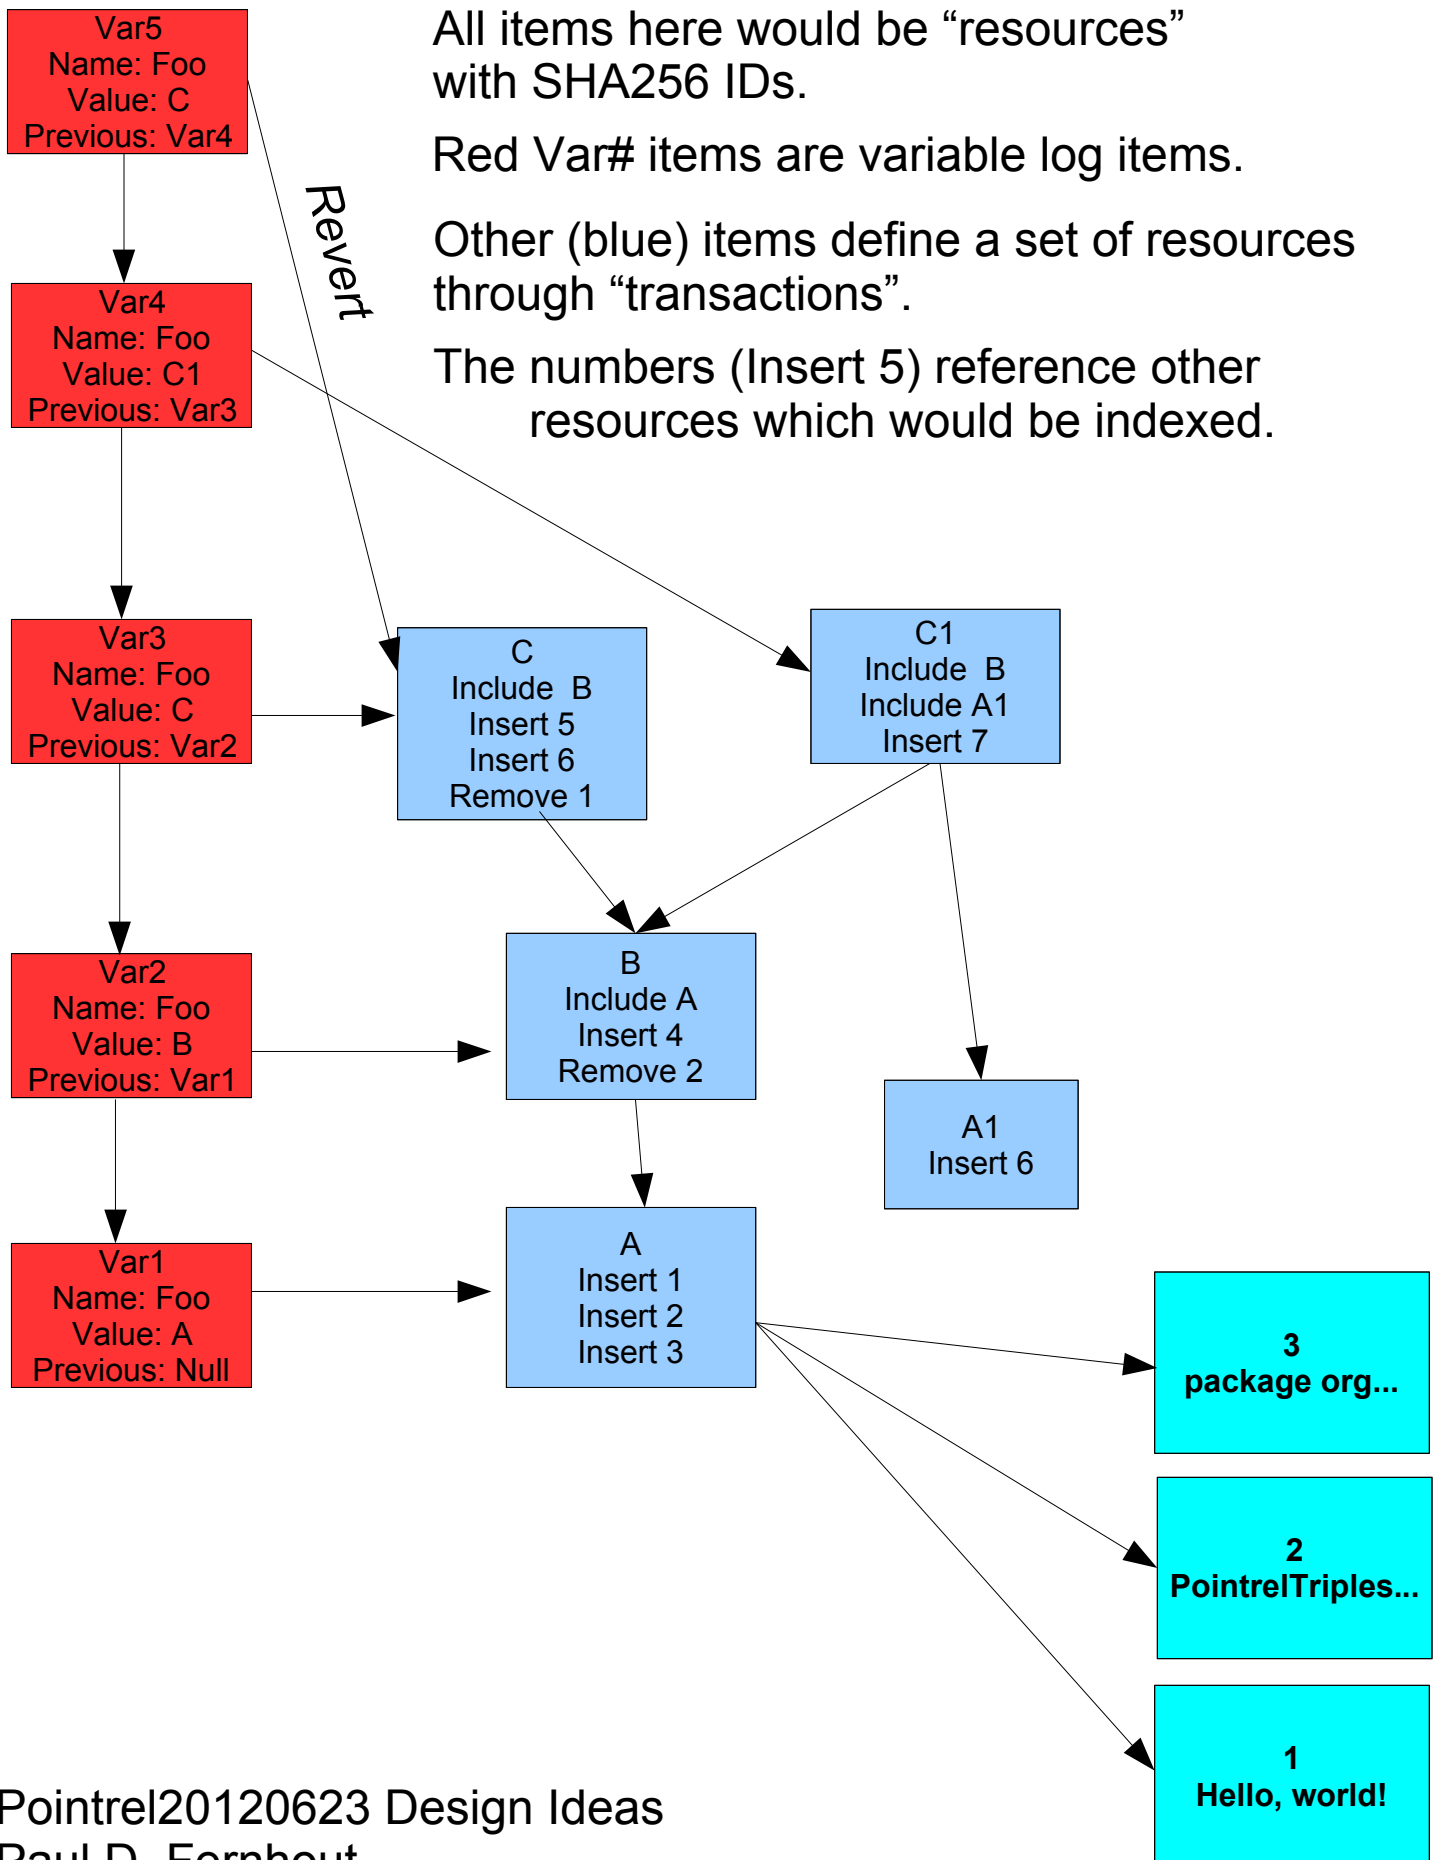 All items here would be “resources”
with SHA256 IDs.
Red Var# items are variable log items.
Other (blue) items define a set of resources
through “transactions”.
The numbers (Insert 5) reference other
resources which would be indexed.
Var5
Name: Foo
Value: C
Previous: Var4
Revert
Var4
Name: Foo
Value: C1
Previous: Var3
Var3
Name: Foo
Value: C
Previous: Var2
C
Include B
Insert 5
Insert 6
Remove 1
C1
Include B
Include A1
Insert 7
Var2
Name: Foo
Value: B
Previous: Var1
B
Include A
Insert 4
Remove 2
A1
Insert 6
Var1
Name: Foo
Value: A
Previous: Null
A
Insert 1
Insert 2
Insert 3
3
package org...
2
PointrelTriples...
1
Hello, world!
Pointrel20120623 Design Ideas
Paul D. Fernhout